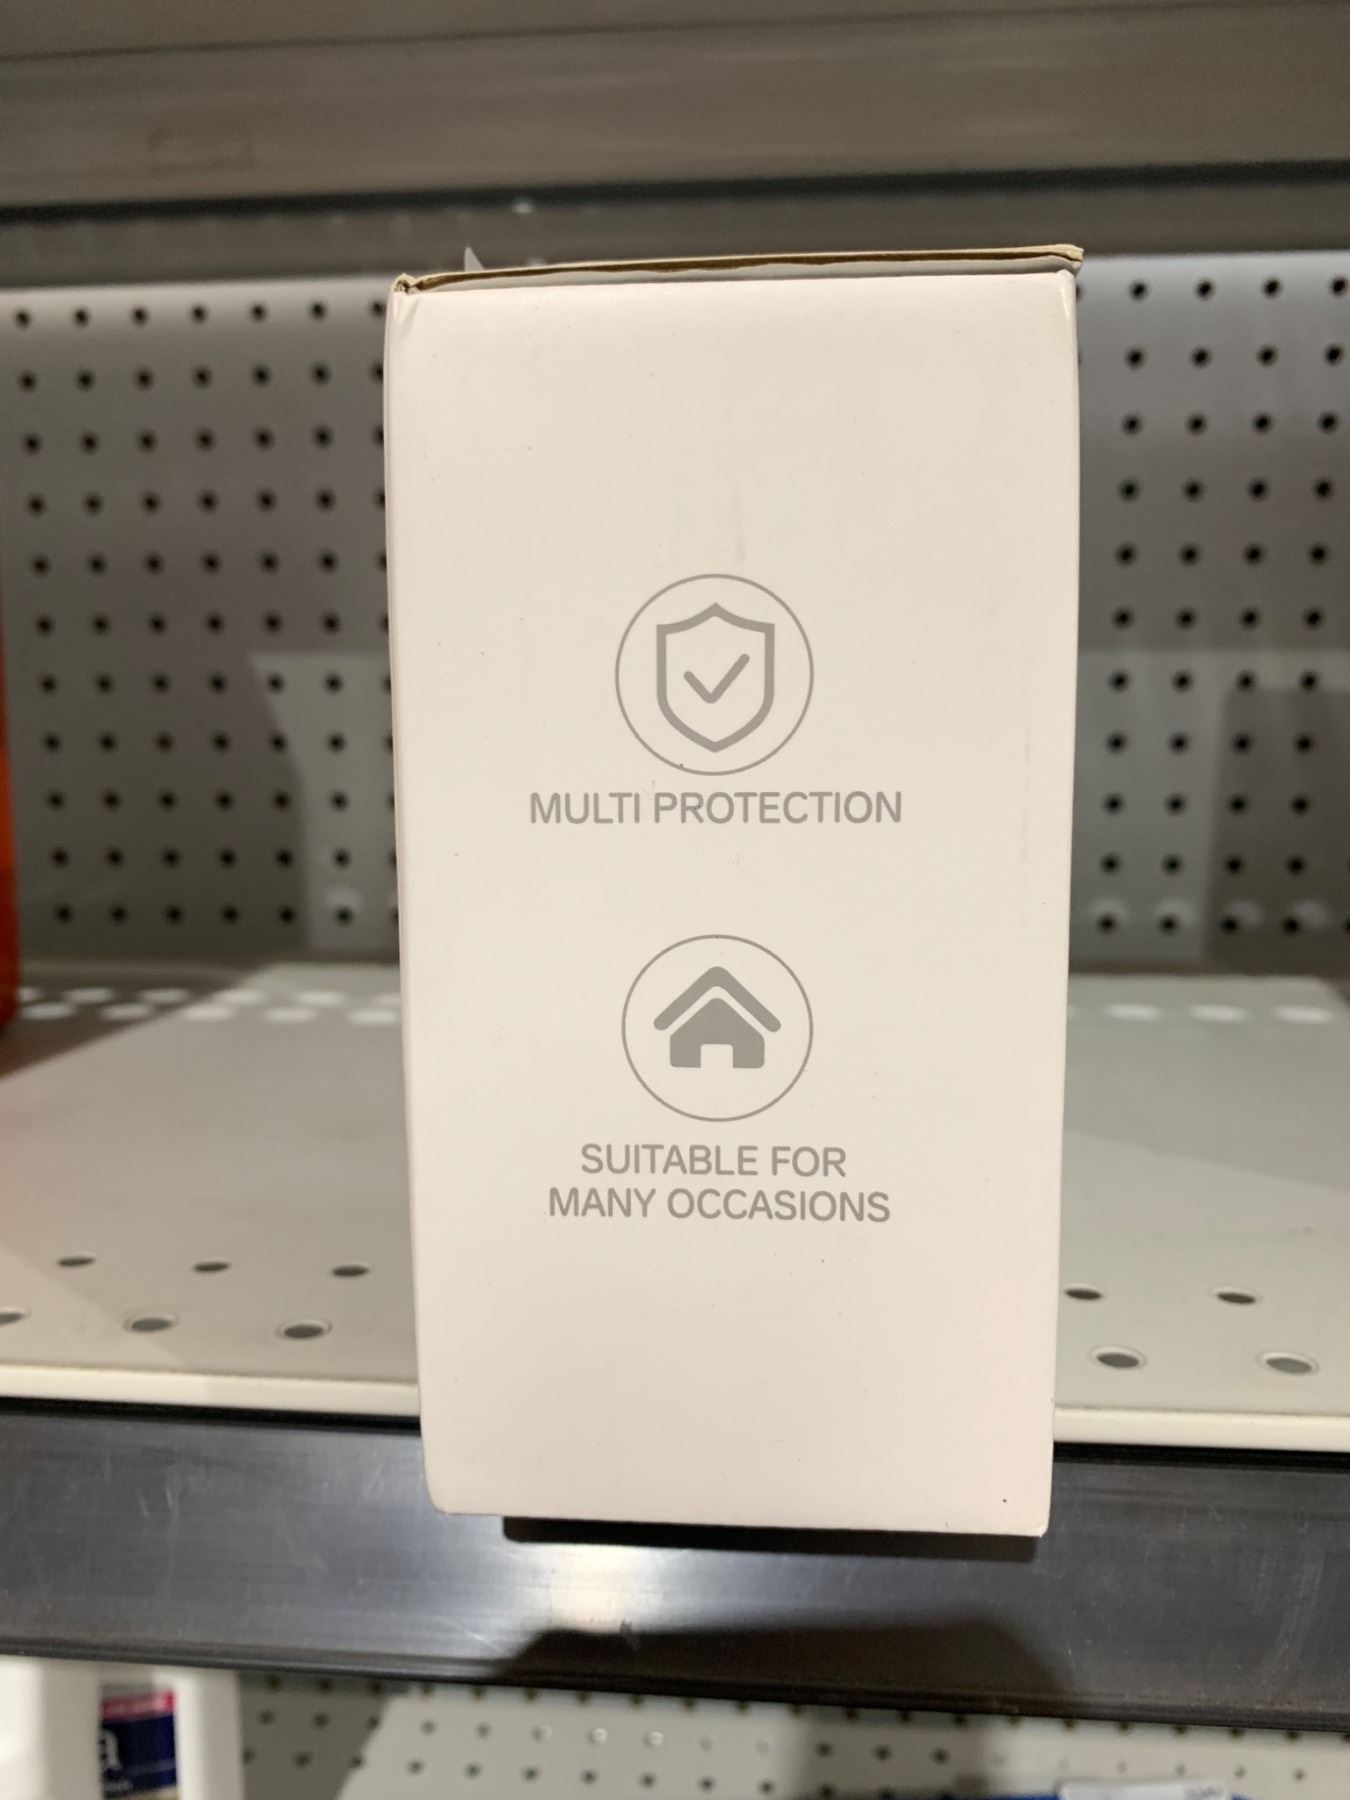 MULTI PROTECTION
SUITABLE FOR
MANY OCCASIONS